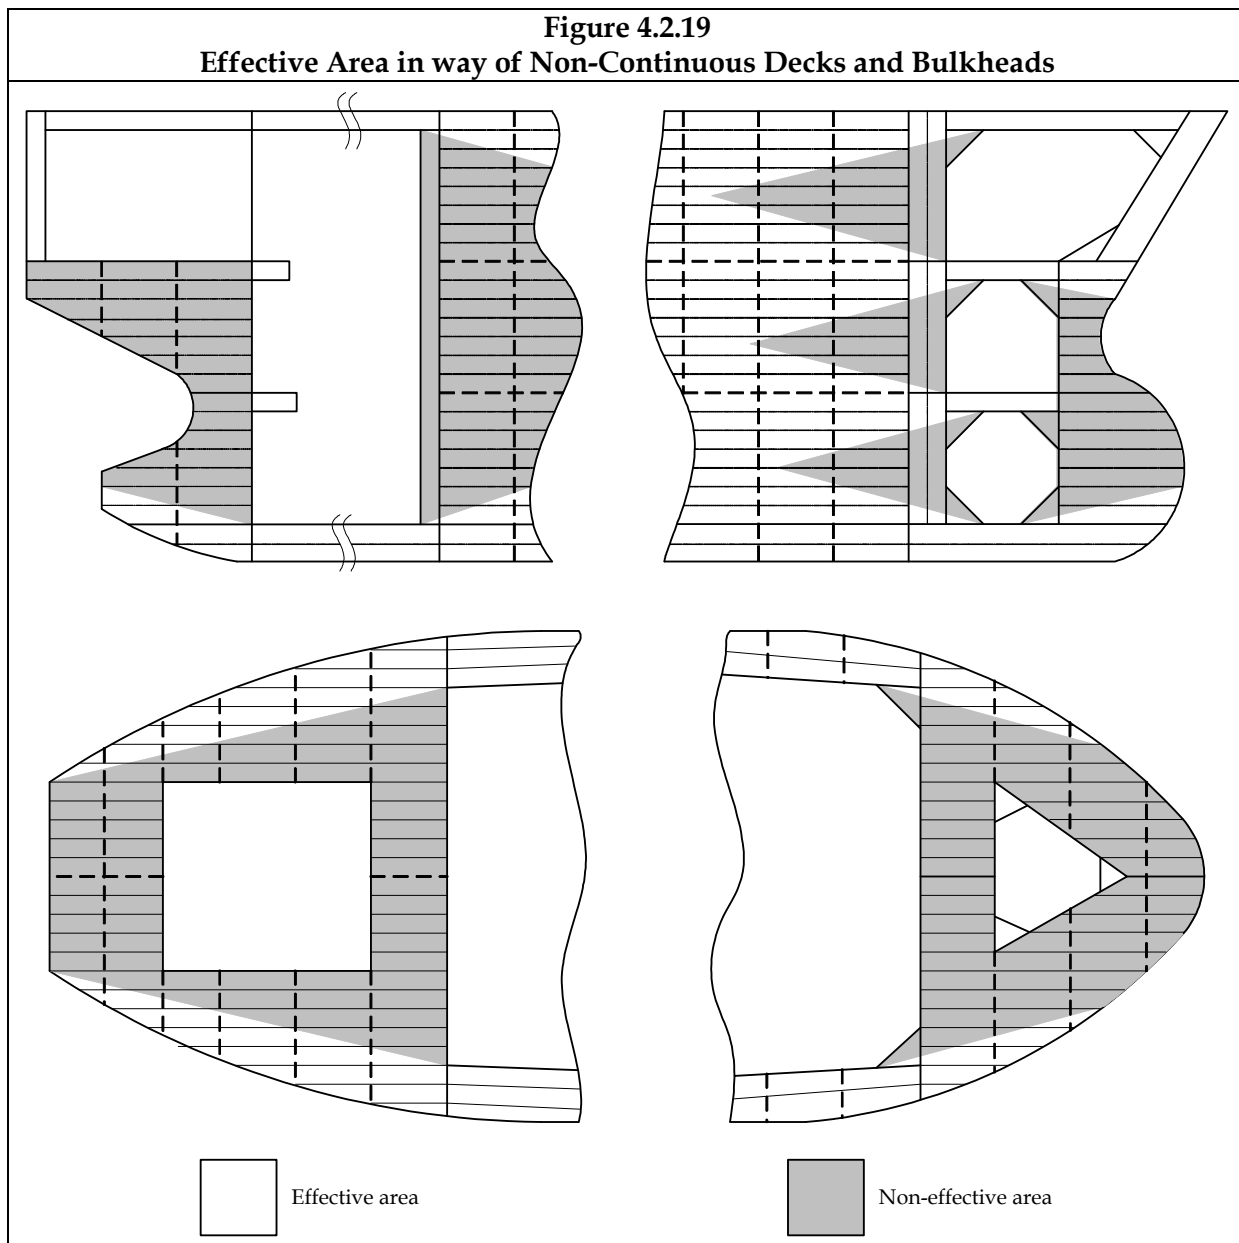 Figure 4.2.19
Effective Area in way of Non-Continuous Decks and Bulkheads
Effective area
Non-effective area